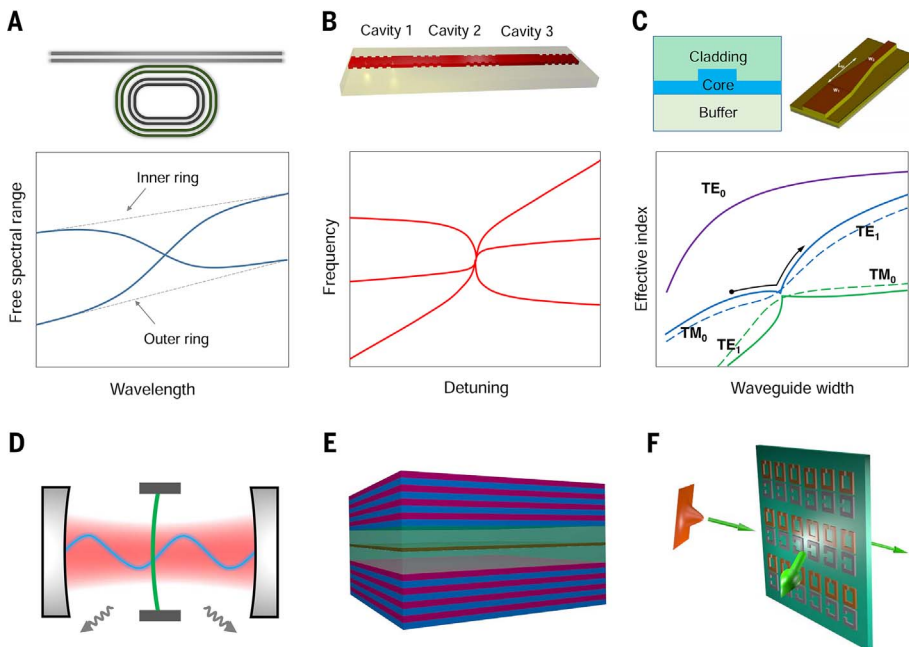 A
Inner ring
Outer ring
Free spectral range
Wavelength
B
Cavity 1 Cavity 2 Cavity 3
Frequency
Detuning
C
Cladding
Core
Buffer
W₁
TE₀
TE₁
TM₀
TM₀
TE₁
Effective index
Waveguide width
D
E
F